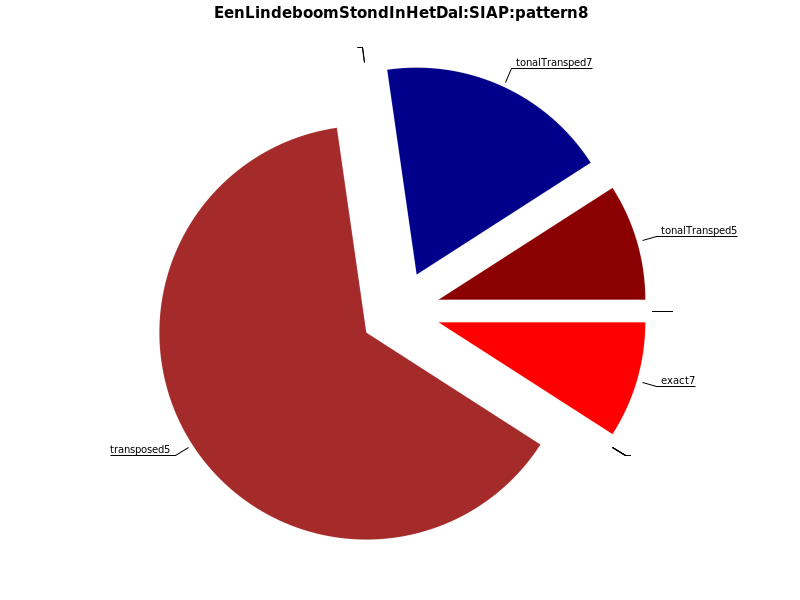 EenLindeboomStondInHetDal:SIAP:pattern8
tonalTransped7
tonalTransped5
exact7
transposed5